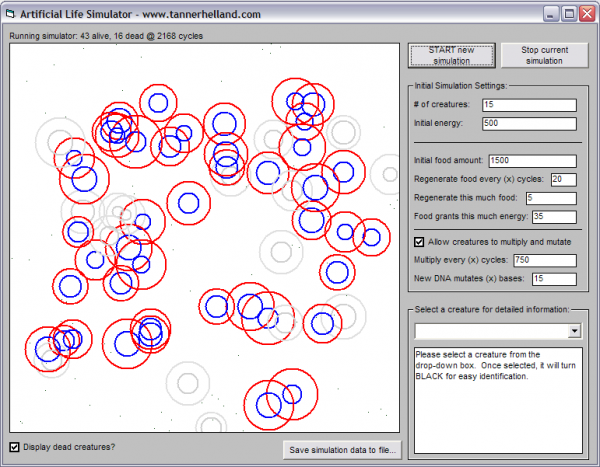 Artificial Life Simulator - www.tannerhelland.com
Running simulator: 43 alive, 16 dead @ 2168 cycles
START new
simulation
Stop current
simulation
Initial Simulation Settings:
# of creatures: 15
Initial energy: 500
Initial food amount: 1500
Regenerate food every (x) cycles: 20
Regenerate this much food: 5
Food grants this much energy: 35
Allow creatures to multiply and mutate
Multiply every (x) cycles: 750
New DNA mutates (x) bases: 15
Select a creature for detailed information:
Please select a creature from the
drop-down box. Once selected, it will turn
BLACK for easy identification.
Display dead creatures?
Save simulation data to file...